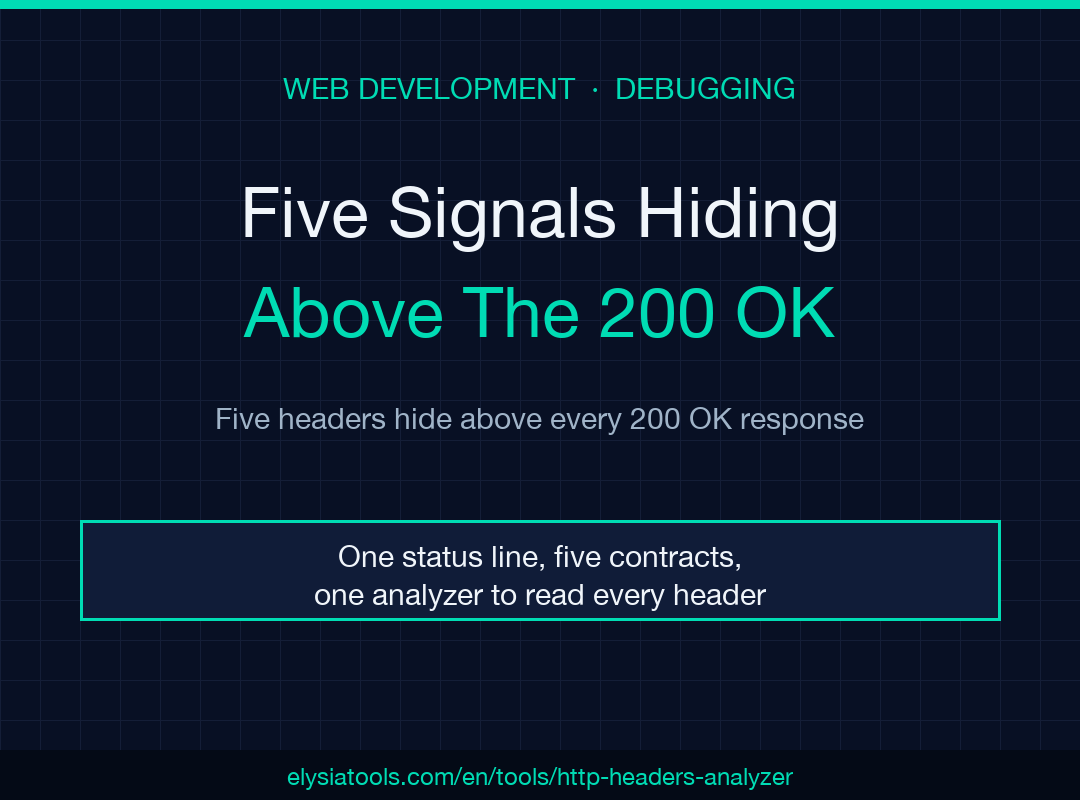 WEB DEVELOPMENT · DEBUGGING
Five Signals Hiding
Above The 200 OK
Five headers hide above every 200 OK response
One status line, five contracts,
one analyzer to read every header
elysiatools.com/en/tools/http-headers-analyzer